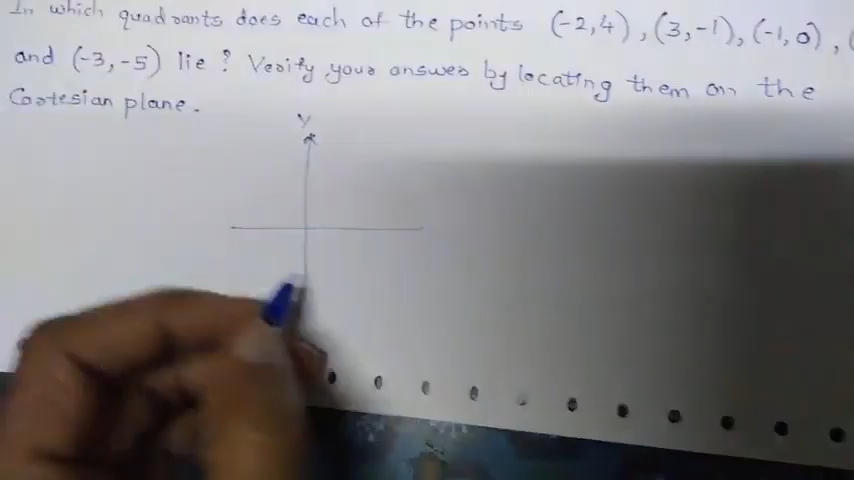 In which quadrants does each of the points (-2,4), (3,-1), (-1,0), (
and (-3,-5) lie? Verify your answer by locating them on the
Cartesian plane.
Y